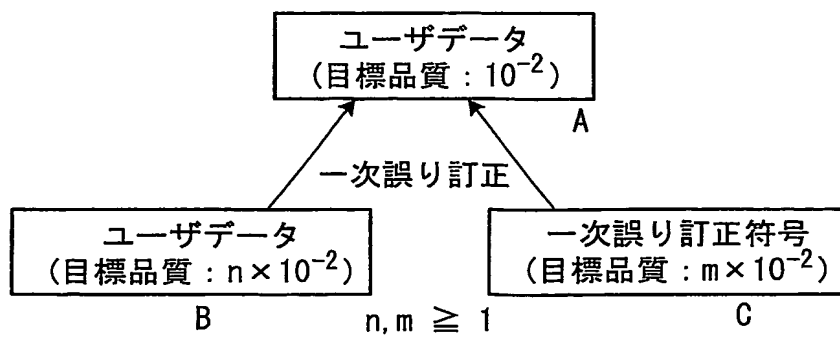 ユーザデータ
(目標品質：10⁻²)
A
一次誤り訂正
ユーザデータ
(目標品質：n×10⁻²)
B
一次誤り訂正符号
(目標品質：m×10⁻²)
C
n,m ≧ 1